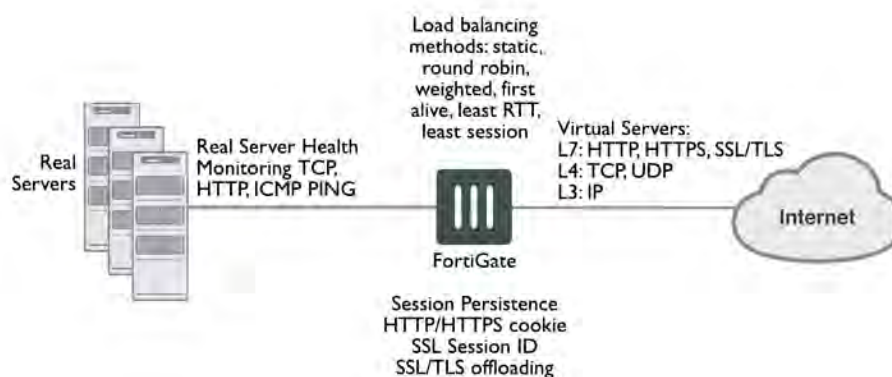 Load balancing
methods: static,
round robin,
weighted, first
alive, least RTT,
least session
Real
Servers
Real Server Health
Monitoring TCP,
HTTP, ICMP PING
Virtual Servers:
L7: HTTP, HTTPS, SSL/TLS
L4: TCP, UDP
L3: IP
Internet
FortiGate
Session Persistence
HTTP/HTTPS cookie
SSL Session ID
SSL/TLS offloading